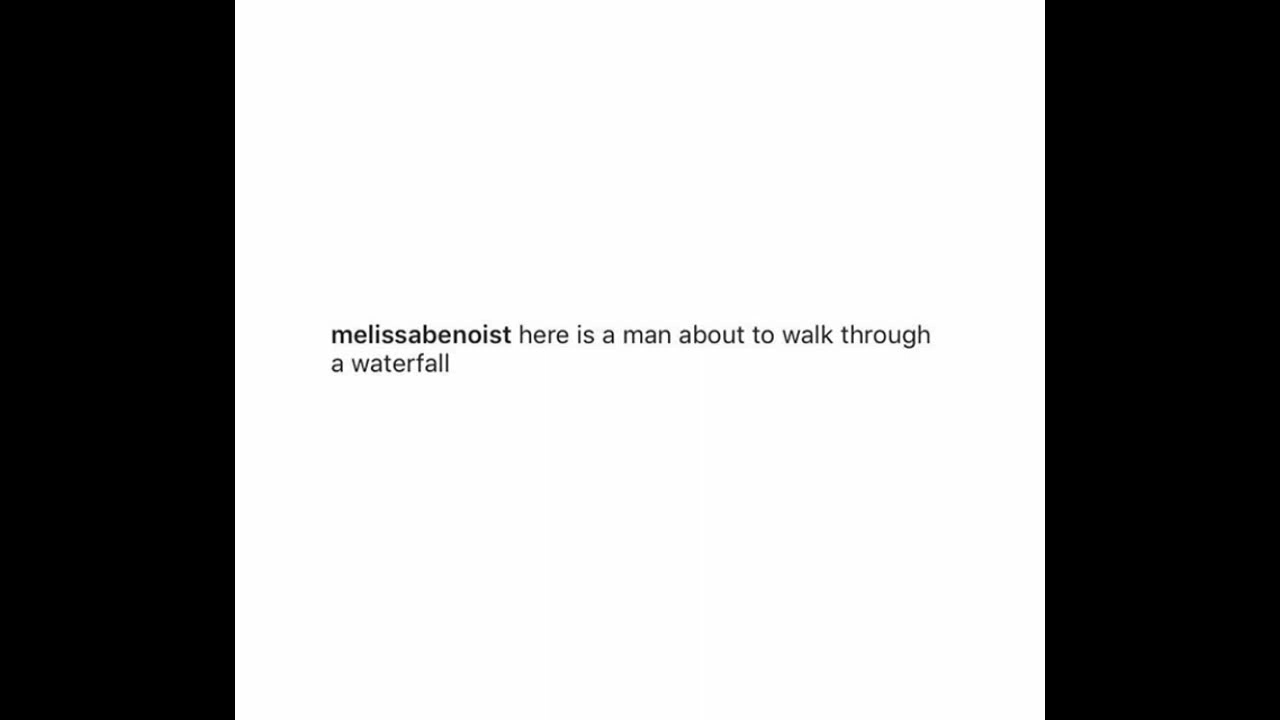 melissabenoist here is a man about to walk through
a waterfall